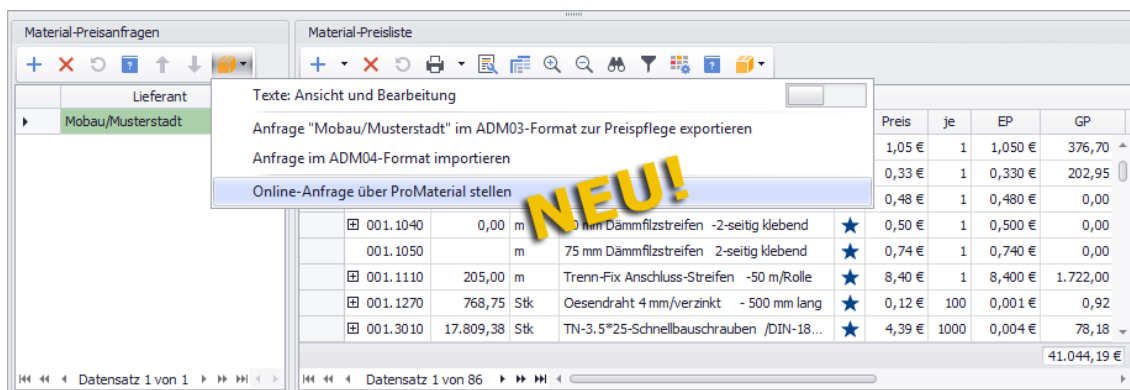 Material-Preisanfragen
Material-Preisliste
Lieferant
Mobau/Musterstadt
Texte: Ansicht und Bearbeitung
Anfrage "Mobau/Musterstadt" im ADM03-Format zur Preispflege exportieren
Anfrage im ADM04-Format importieren
Online-Anfrage über ProMaterial stellen
NEU!
Preis je EP GP
1,05 € 1 1,050 € 376,70
0,33 € 1 0,330 € 202,95
0,48 € 1 0,480 € 0,00
001.1040 0,00 m mm Dämmfilzstreifen -2-seitig klebend 0,50 € 1 0,500 € 0,00
001.1050 m 75 mm Dämmfilzstreifen 2-seitig klebend 0,74 € 1 0,740 € 0,00
001.1110 205,00 m Trenn-Fix Anschluss-Streifen -50 m/Rolle 8,40 € 1 8,400 € 1.722,00
001.1270 768,75 Stk Oesendraht 4 mm/verzinkt - 500 mm lang 0,12 € 100 0,001 € 0,92
001.3010 17.809,38 Stk TN-3.5*25-Schnellbauschrauben /DIN-18... 4,39 € 1000 0,004 € 78,18
41.044,19 €
Datensatz 1 von 1
Datensatz 1 von 86